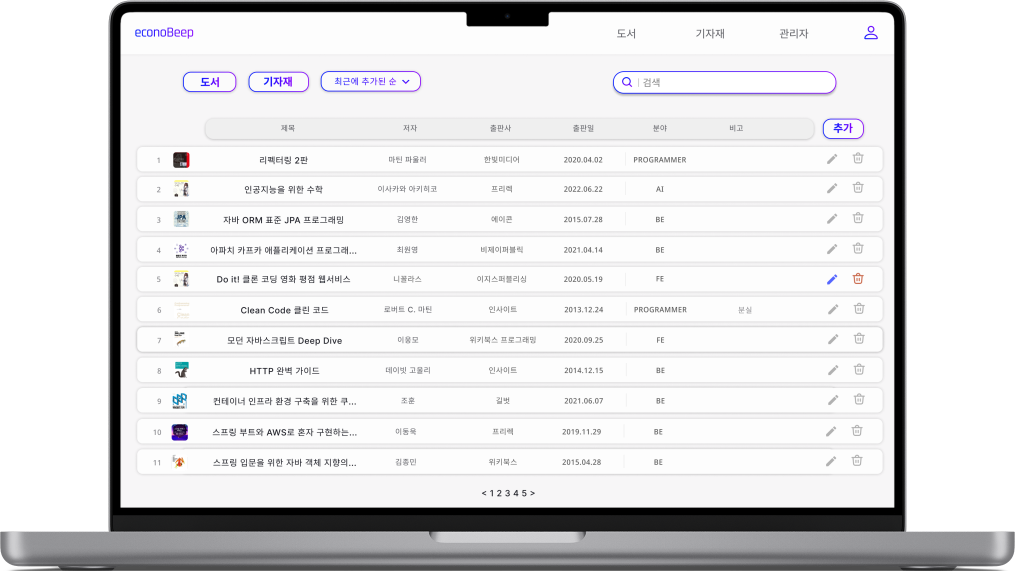 econoBeep 도서 기자재 관리자
도서 기자재 최근에 추가된 순 검색
제목 저자 출판사 출판일 분야 비고 추가
1 리팩터링 2판 마틴 파울러 한빛미디어 2020.04.02 PROGRAMMER
2 인공지능을 위한 수학 이시카와 아키히코 프리렉 2022.06.22 AI
3 자바 ORM 표준 JPA 프로그래밍 김영한 에이콘 2015.07.28 BE
4 아파치 카프카 애플리케이션 프로그래... 최원영 비제이퍼블릭 2021.04.14 BE
5 Do it! 클론 코딩 영화 평점 웹서비스 니꼴라스 이지스퍼블리싱 2020.05.19 FE
6 Clean Code 클린 코드 로버트 C. 마틴 인사이트 2013.12.24 PROGRAMMER 분실
7 모던 자바스크립트 Deep Dive 이웅모 위키북스 프로그래밍 2020.09.25 FE
8 HTTP 완벽 가이드 데이빗 고울리 인사이트 2014.12.15 BE
9 컨테이너 인프라 환경 구축을 위한 쿠... 조훈 길벗 2021.06.07 BE
10 스프링 부트와 AWS로 혼자 구현하는... 이동욱 프리렉 2019.11.29 BE
11 스프링 입문을 위한 자바 객체 지향의... 김종민 위키북스 2015.04.28 BE
< 1 2 3 4 5 >